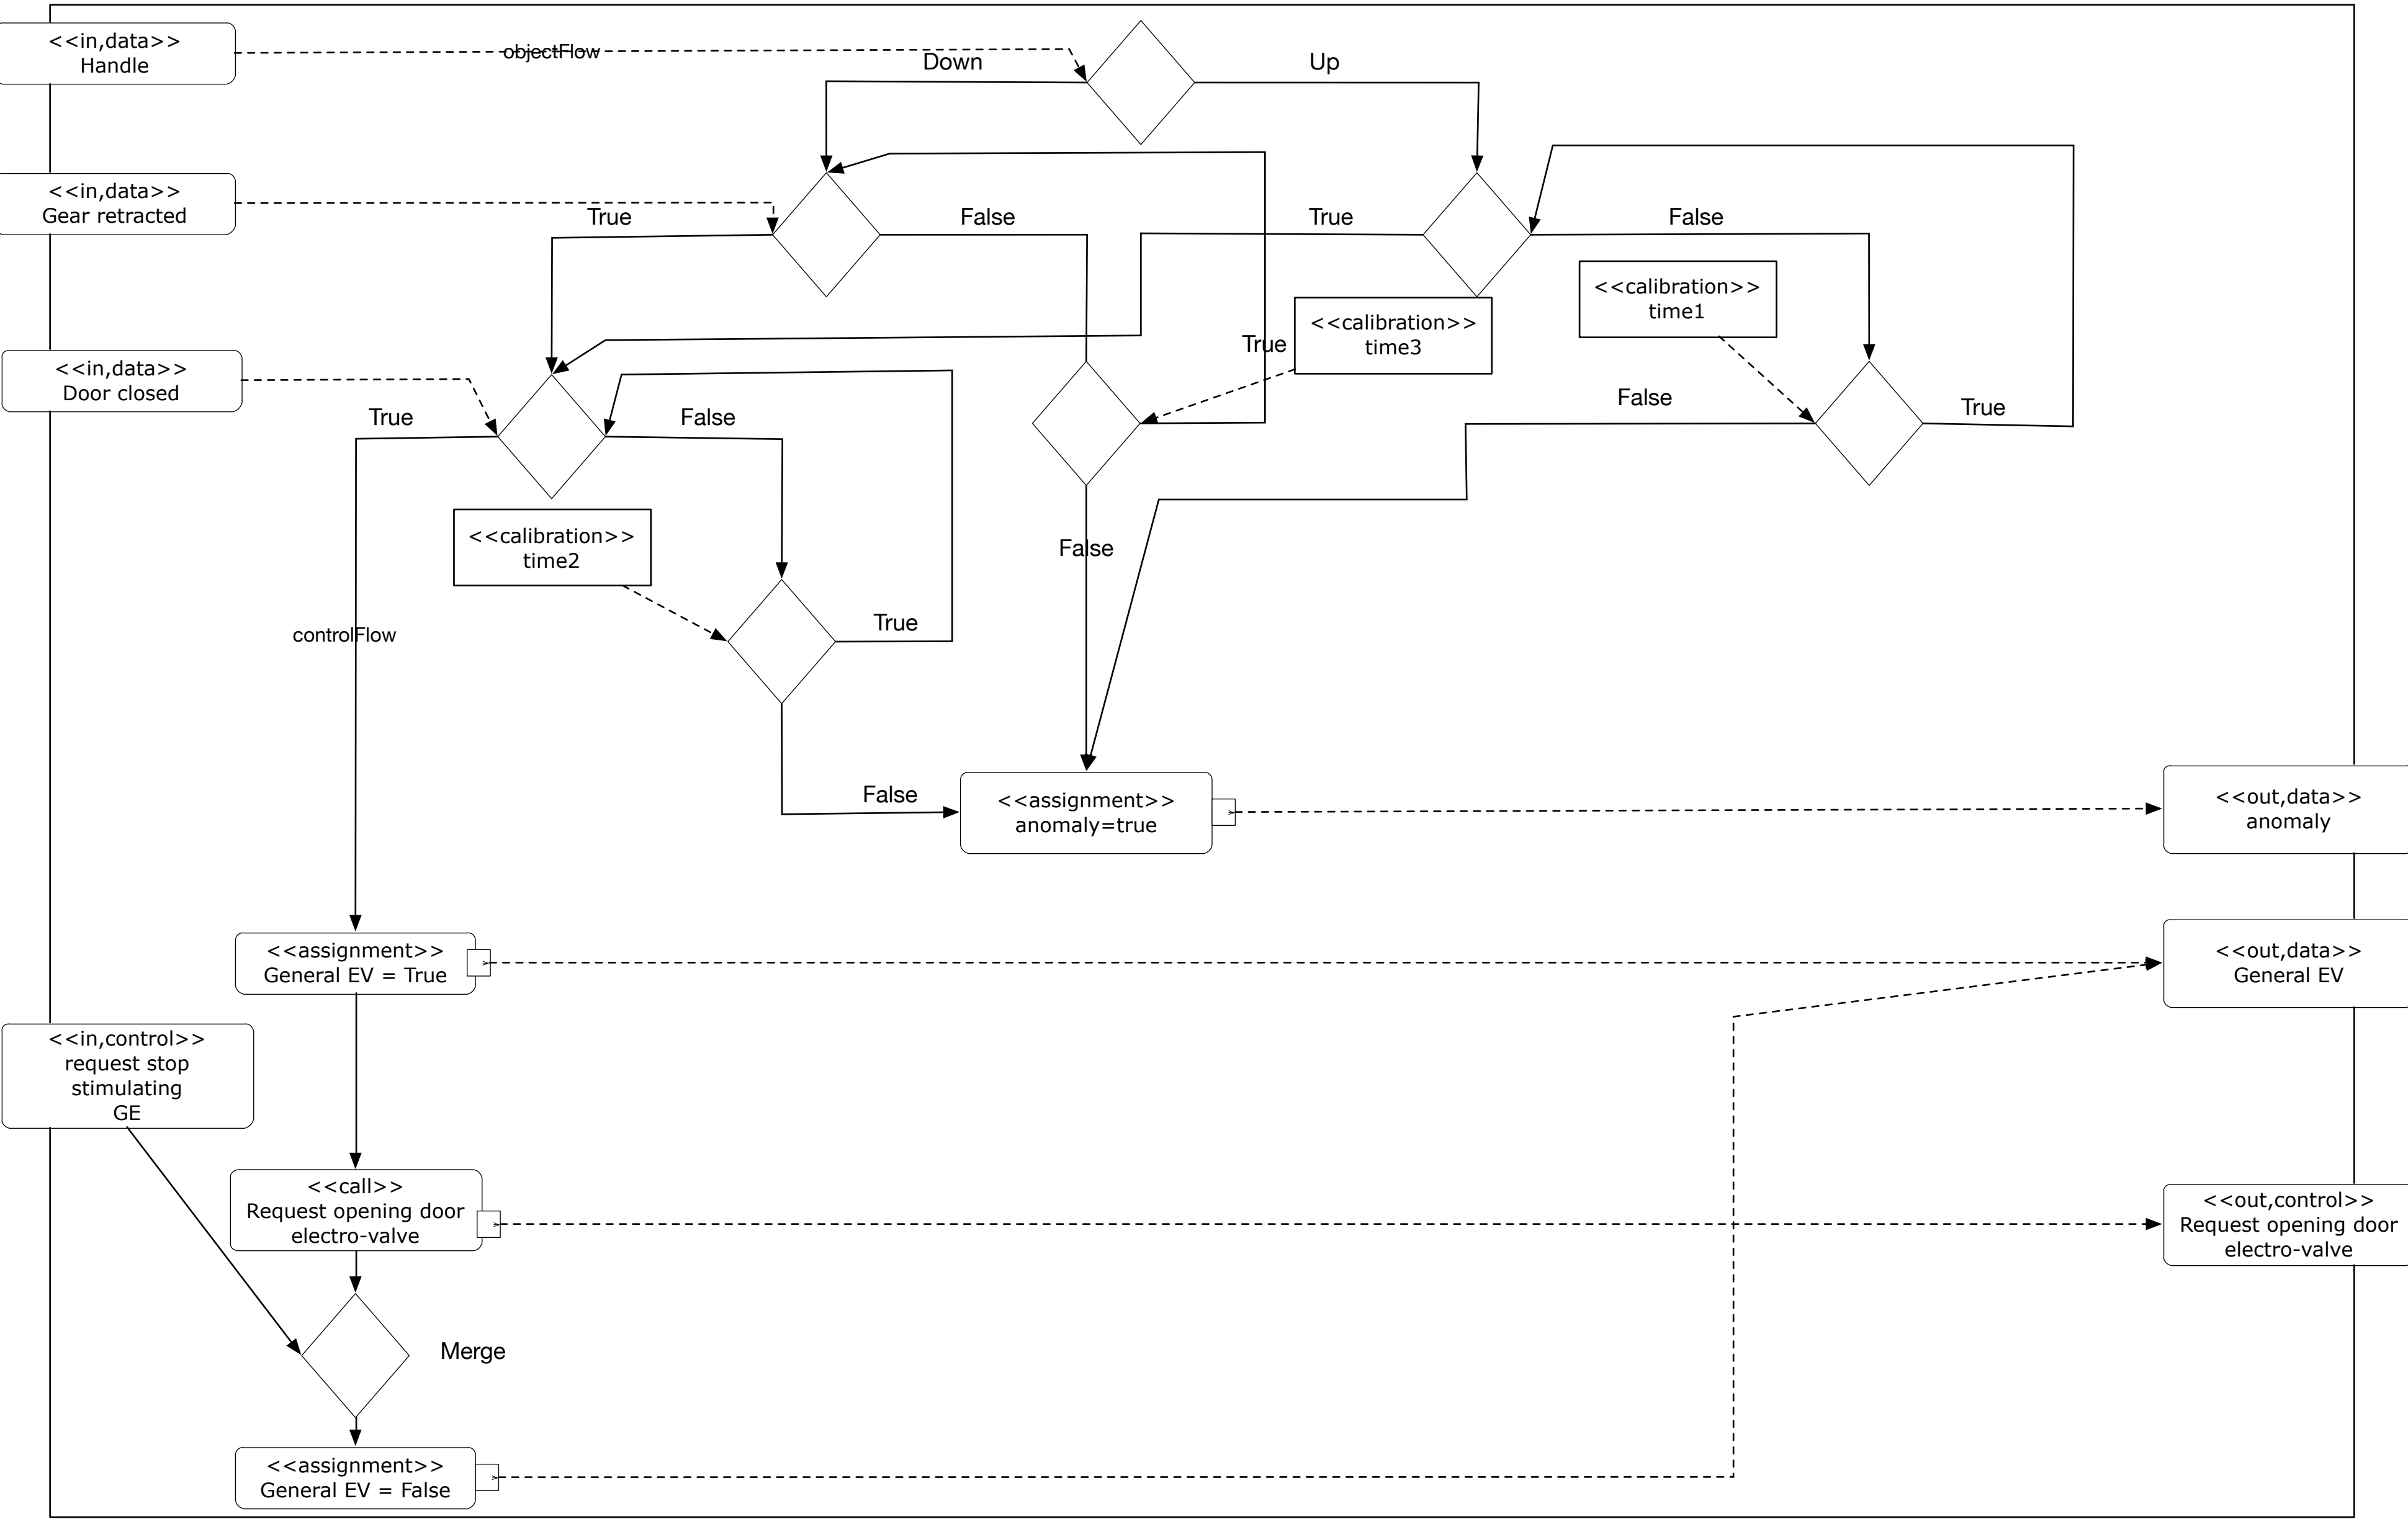 <<in,data>>
Handle
objectFlow
Down
Up
<<in,data>>
Gear retracted
True
False
True
False
<<calibration>>
time1
<<calibration>>
time3
True
<<in,data>>
Door closed
True
False
False
True
<<calibration>>
time2
False
True
controlFlow
False
<<assignment>>
anomaly=true
<<out,data>>
anomaly
<<assignment>>
General EV = True
<<out,data>>
General EV
<<in,control>>
request stop
stimulating
GE
<<call>>
Request opening door
electro-valve
<<out,control>>
Request opening door
electro-valve
Merge
<<assignment>>
General EV = False